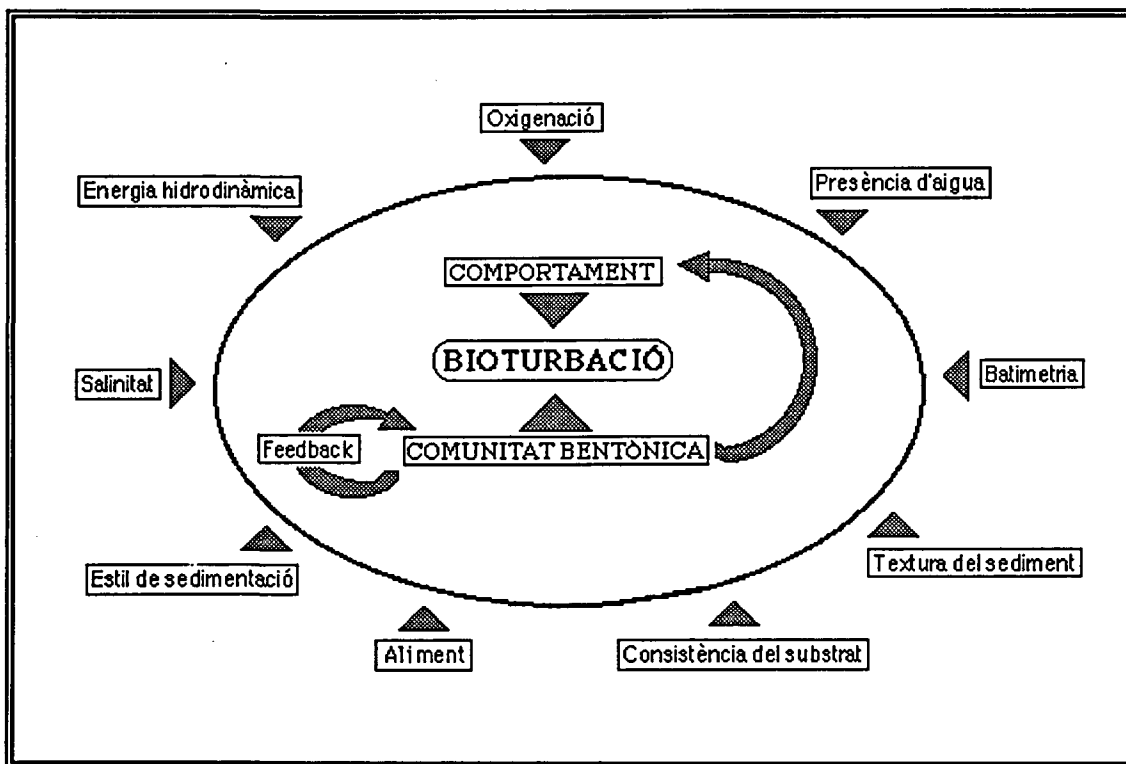 Oxigenació
Energia hidrodinàmica
Presència d'aigua
COMPORTAMENT
BIOTURBACIÓ
Salinitat
Batimetria
Feedback
COMUNITAT BENTÒNICA
Estil de sedimentació
Textura del sediment
Aliment
Consistència del substrat